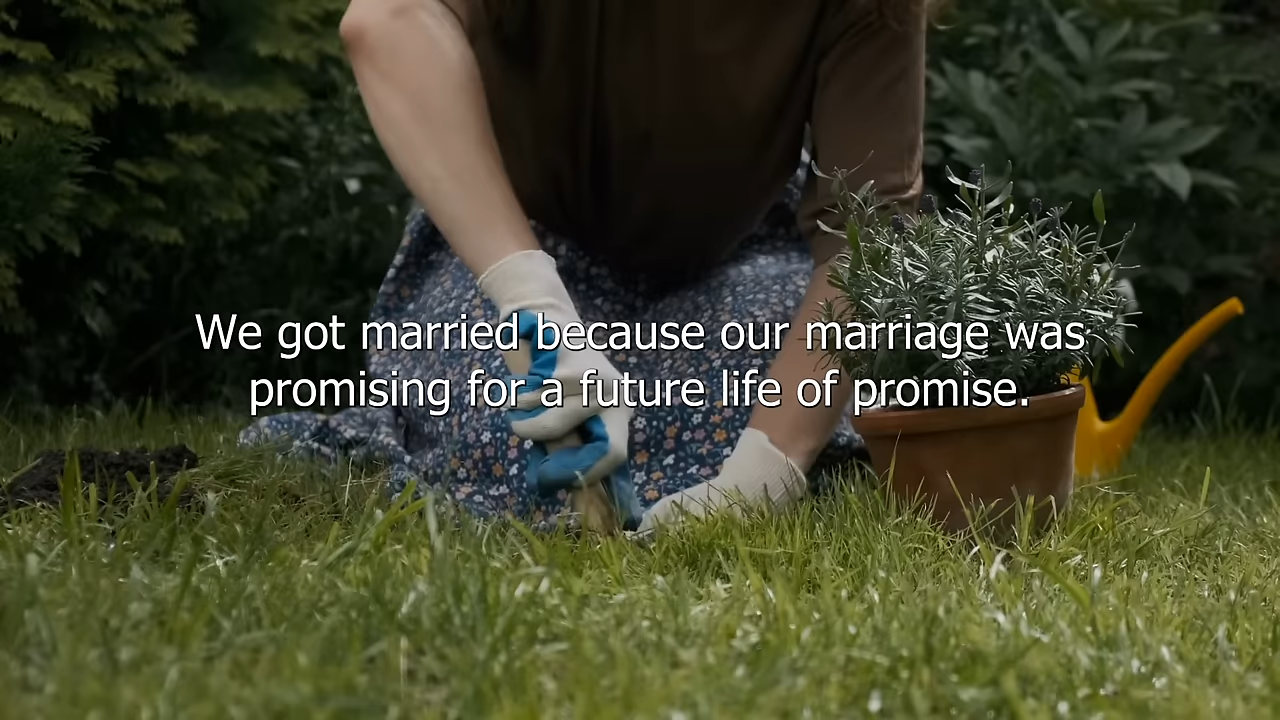 We got married because our marriage was
promising for a future life of promise.